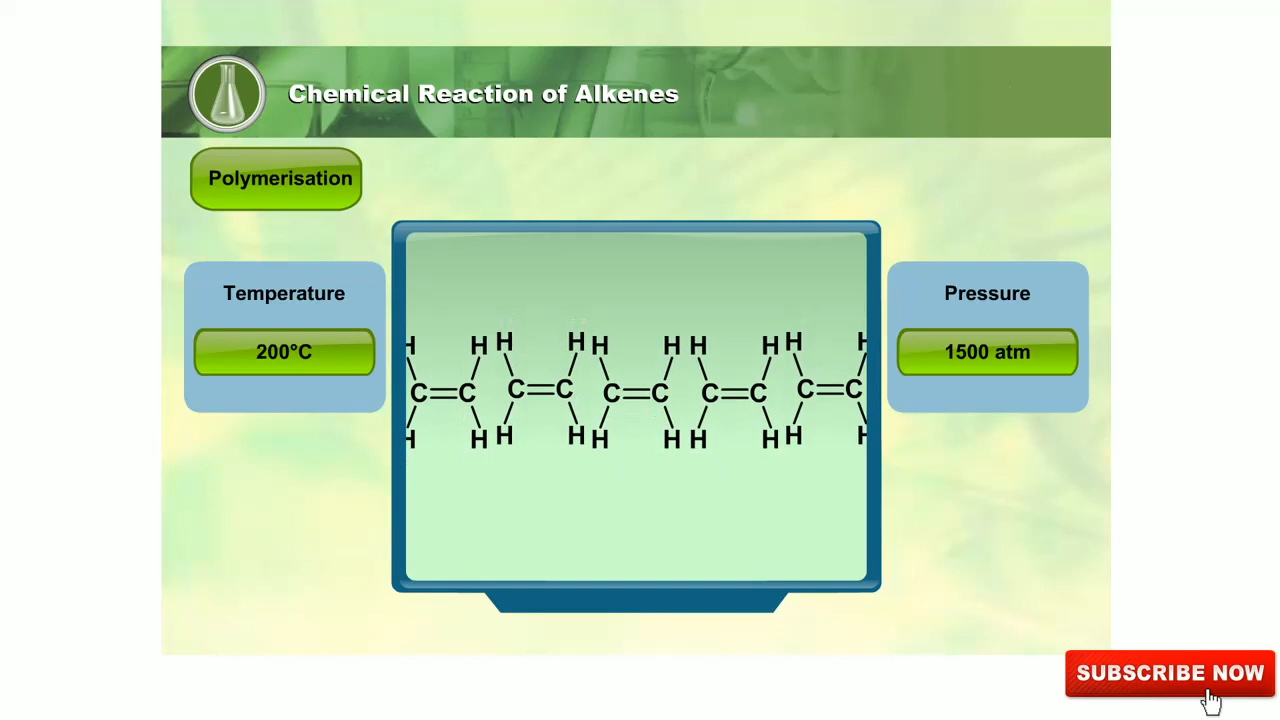 Chemical Reaction of Alkenes
Polymerisation
Temperature
Pressure
200°C
1500 atm
H H H H H H H H H H
C=C C=C C=C C=C C=C
H H H H H H H H H H
SUBSCRIBE NOW